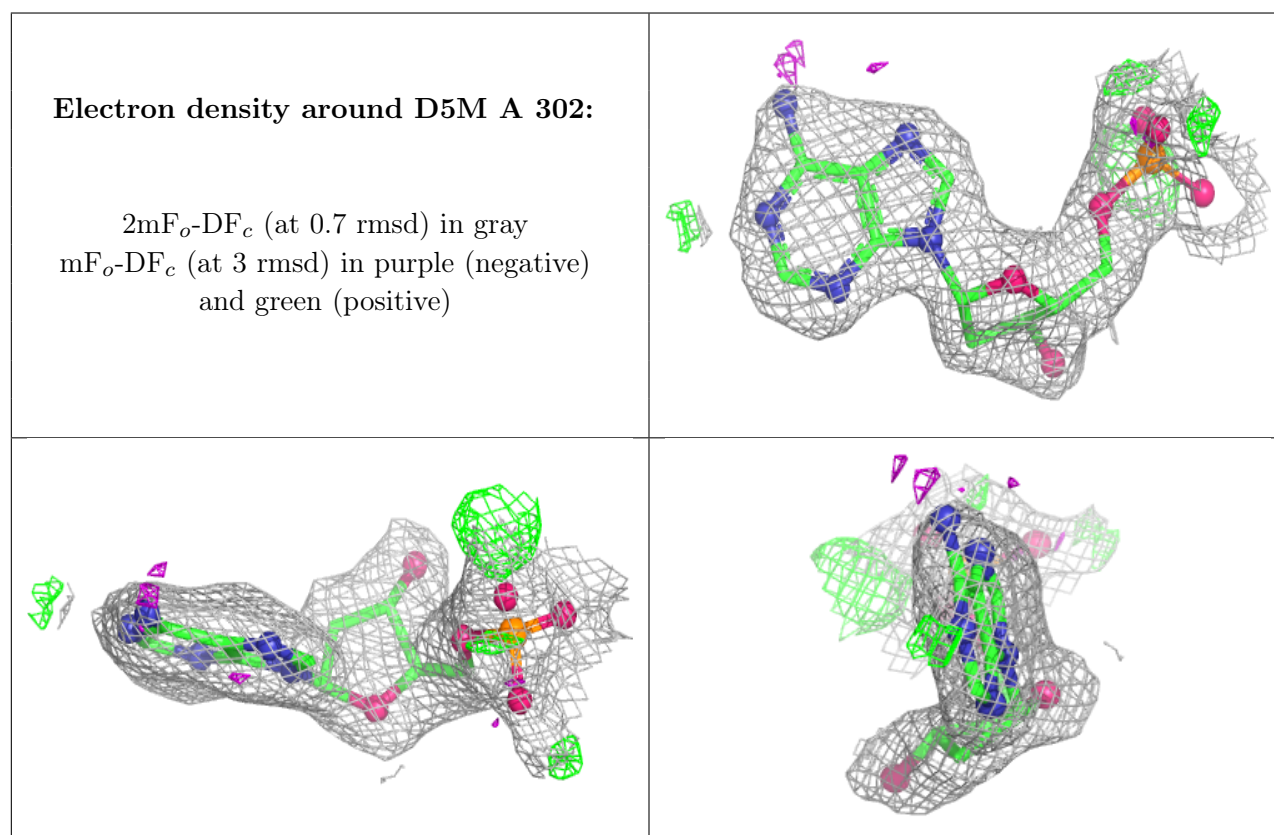 Electron density around D5M A 302:
2mFo-DFc (at 0.7 rmsd) in gray
mFo-DFc (at 3 rmsd) in purple (negative)
and green (positive)